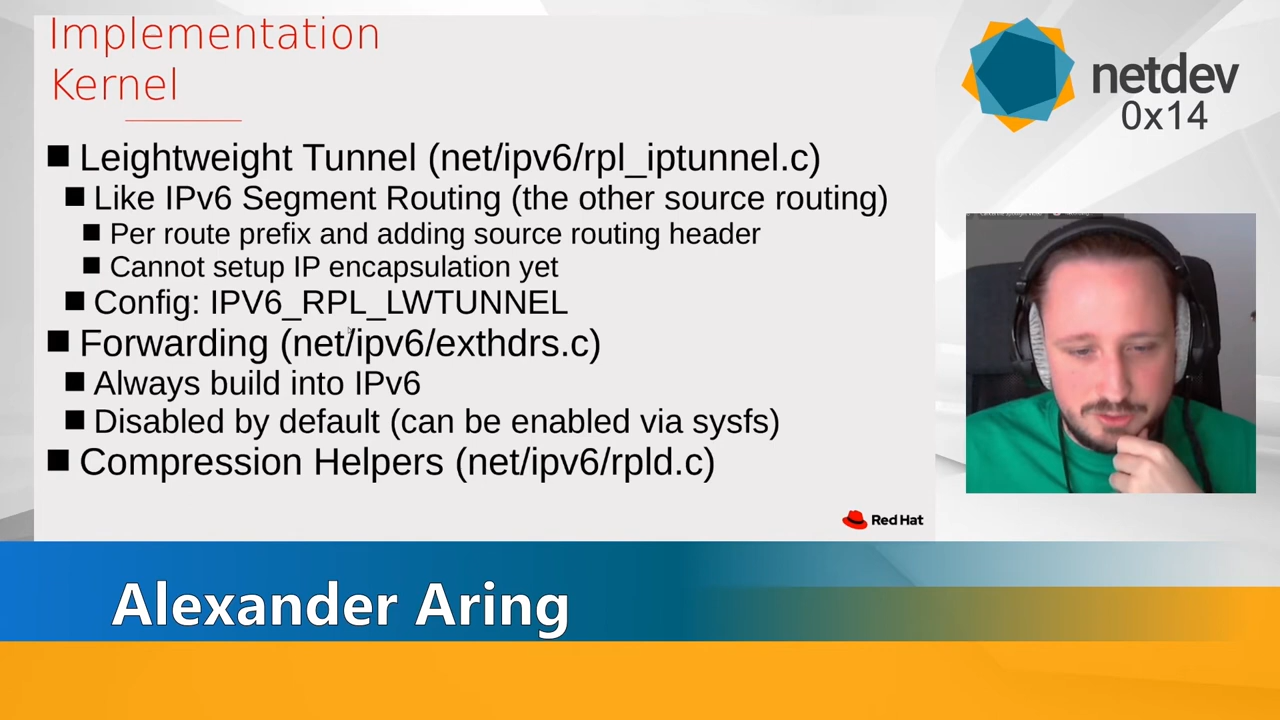 Implementation
Kernel
Leightweight Tunnel (net/ipv6/rpl_iptunnel.c)
Like IPv6 Segment Routing (the other source routing)
Per route prefix and adding source routing header
Cannot setup IP encapsulation yet
Config: IPV6_RPL_LWTUNNEL
Forwarding (net/ipv6/exthdrs.c)
Always build into IPv6
Disabled by default (can be enabled via sysfs)
Compression Helpers (net/ipv6/rpld.c)
Red Hat
netdev
0x14
Alexander Aring